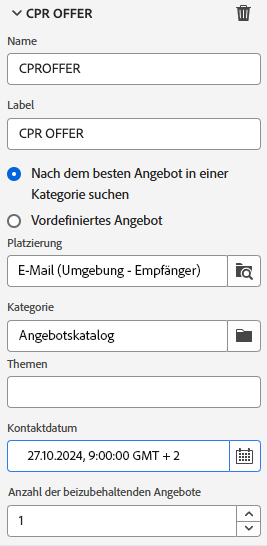 CPR OFFER
Name
CPROFFER
Label
CPR OFFER
Nach dem besten Angebot in einer
Kategorie suchen
Vordefiniertes Angebot
Platzierung
E-Mail (Umgebung - Empfänger)
Kategorie
Angebotskatalog
Themen
Kontaktdatum
27.10.2024, 9:00:00 GMT + 2
Anzahl der beizubehaltenden Angebote
1